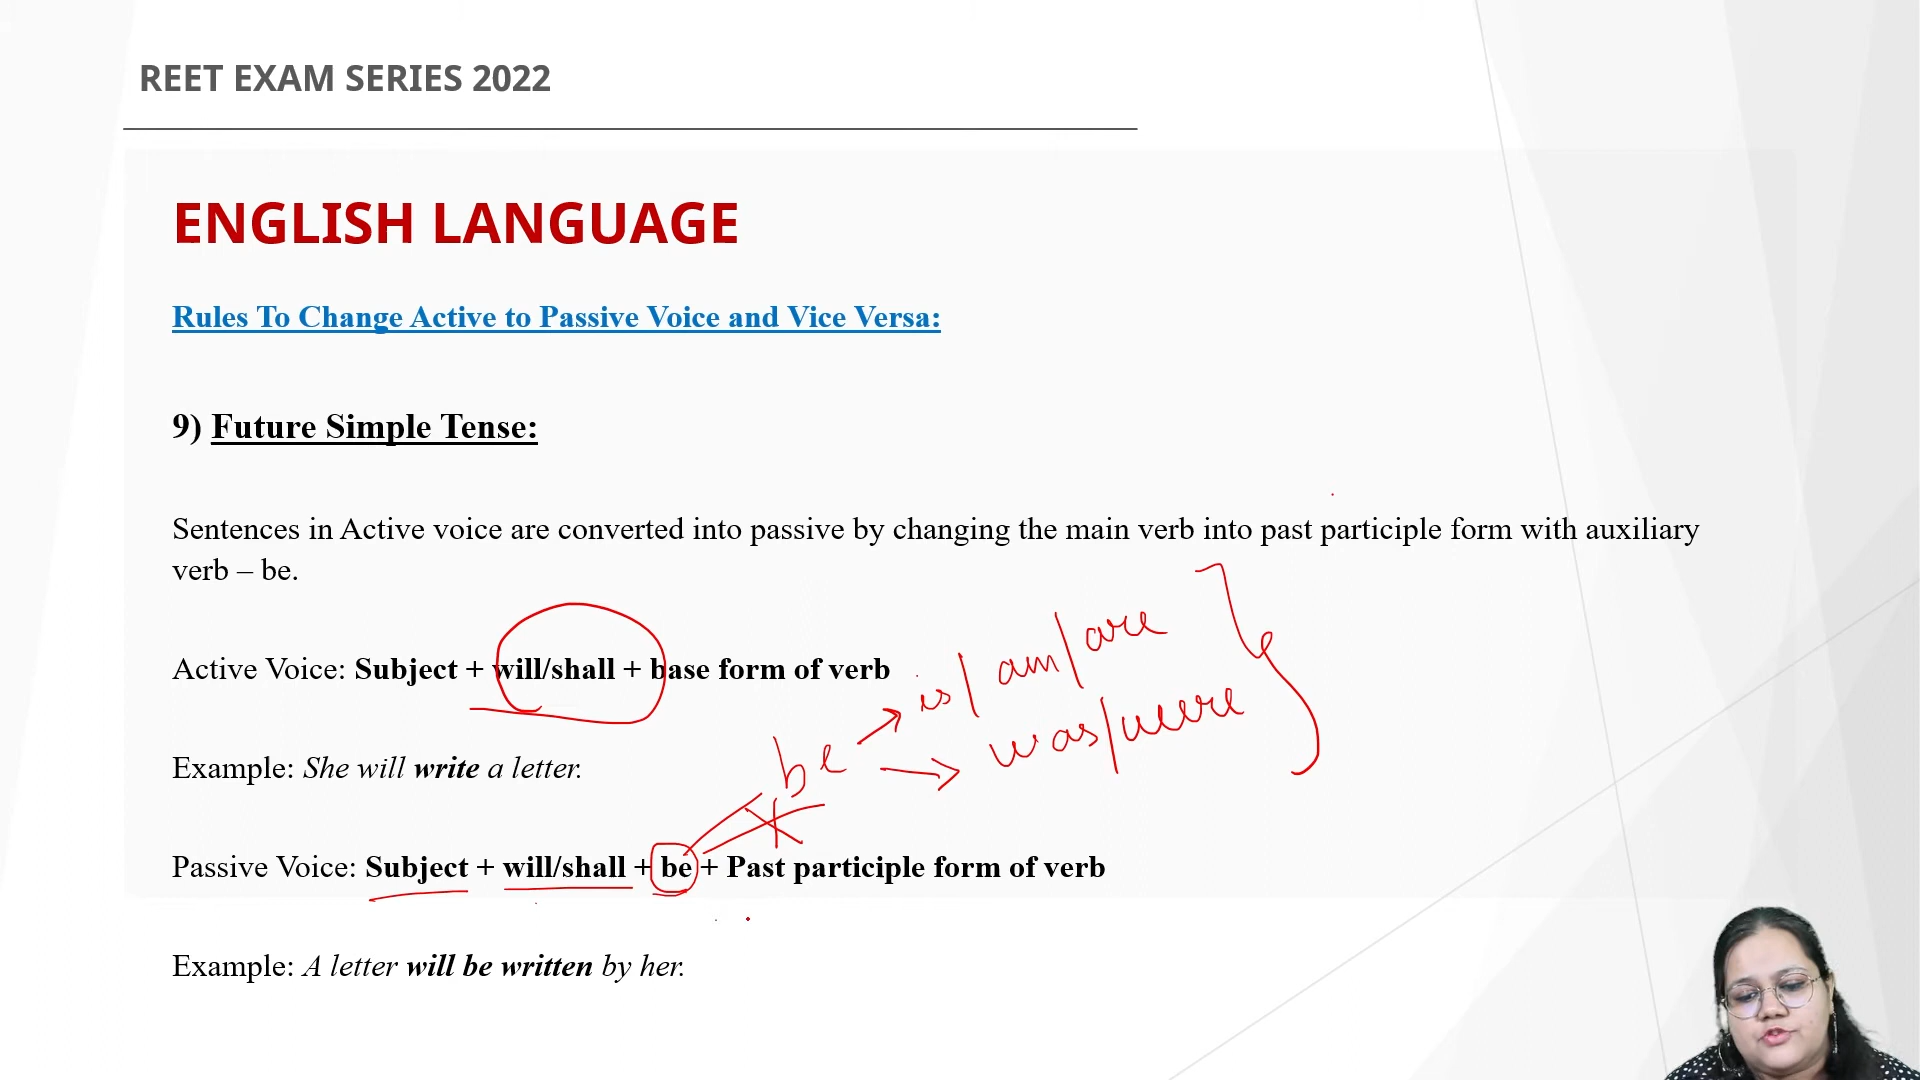 REET EXAM SERIES 2022
ENGLISH LANGUAGE
Rules To Change Active to Passive Voice and Vice Versa:
9) Future Simple Tense:
Sentences in Active voice are converted into passive by changing the main verb into past participle form with auxiliary
verb – be.
is/am/are
Active Voice: Subject + will/shall + base form of verb
be
was/were
Example: She will write a letter.
Passive Voice: Subject + will/shall + be + Past participle form of verb
Example: A letter will be written by her.